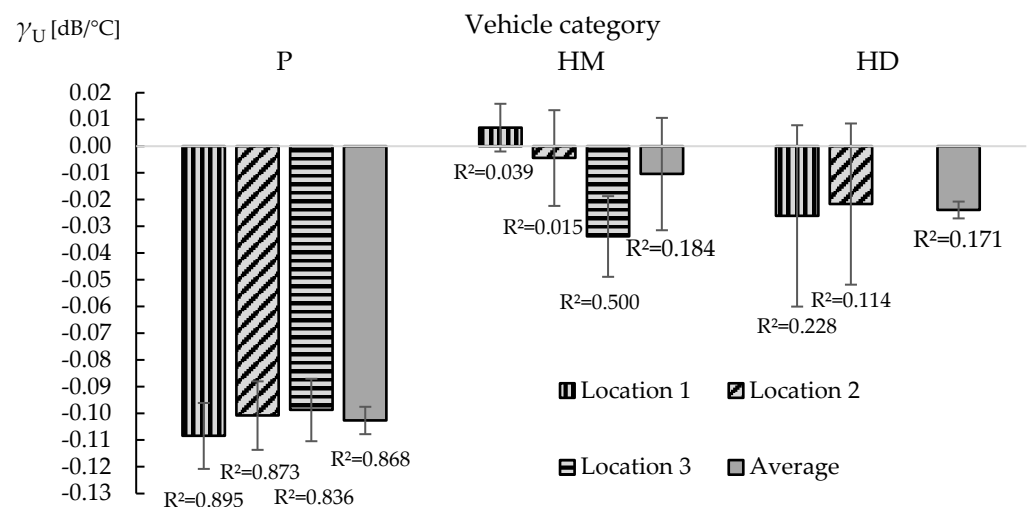 γU [dB/°C]
Vehicle category
P
HM
HD
0.02
0.01
0.00
-0.01
-0.02
-0.03
-0.04
-0.05
-0.06
-0.07
-0.08
-0.09
-0.10
-0.11
-0.12
-0.13
R²=0.895
R²=0.873
R²=0.836
R²=0.868
R²=0.039
R²=0.015
R²=0.500
R²=0.184
R²=0.228
R²=0.114
R²=0.171
Location 1
Location 2
Location 3
Average